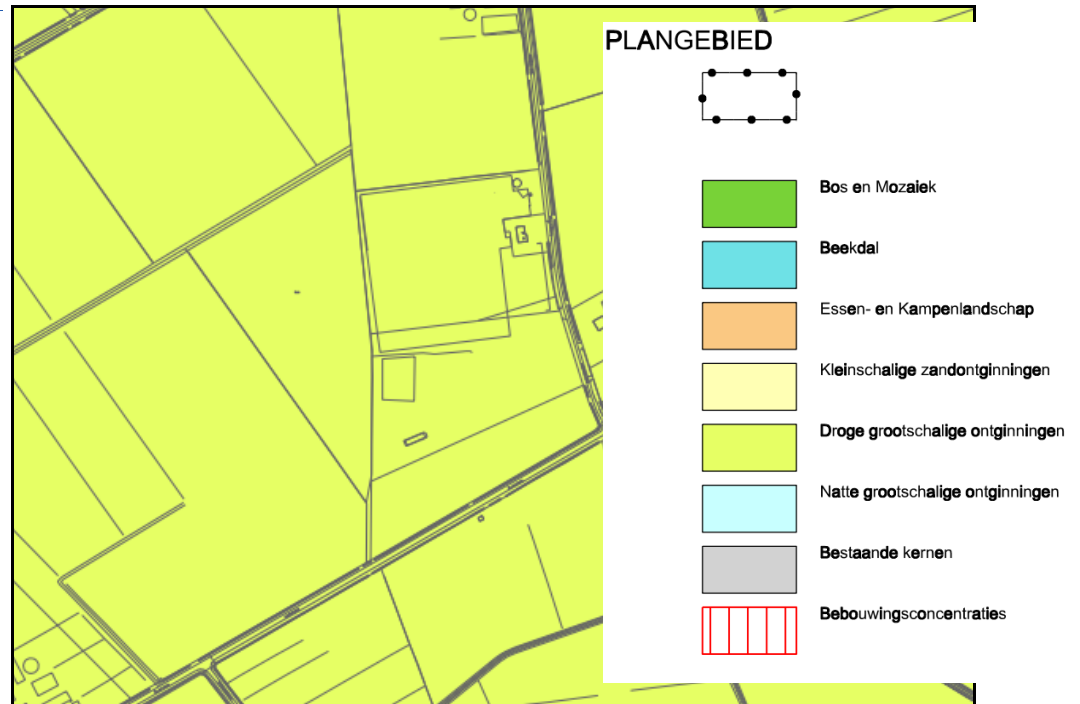 PLANGEBIED
Bos en Mozaiek
Beekdal
Essen- en Kampenlandschap
Kleinschalige zandontginningen
Droge grootschalige ontginningen
Natte grootschalige ontginningen
Bestaande kernen
Bebouwingsconcentraties